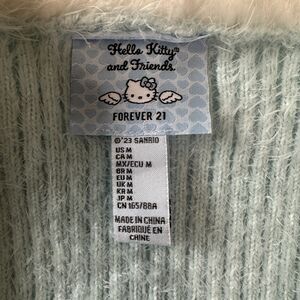 Hello Kitty®
and Friends
FOREVER 21
©'23 SANRIO
US M
CA M
MX/ECU M
BR M
EU M
UK M
KR M
JP M
CN 165/88A
MADE IN CHINA
FABRIQUÉ EN
CHINE